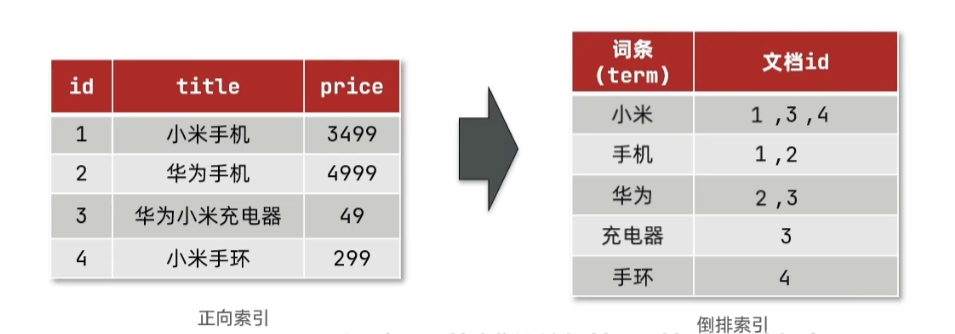 id title price
1 小米手机 3499
2 华为手机 4999
3 华为小米充电器 49
4 小米手环 299
正向索引
词条
(term) 文档id
小米 1 ,3 ,4
手机 1 ,2
华为 2 ,3
充电器 3
手环 4
倒排索引